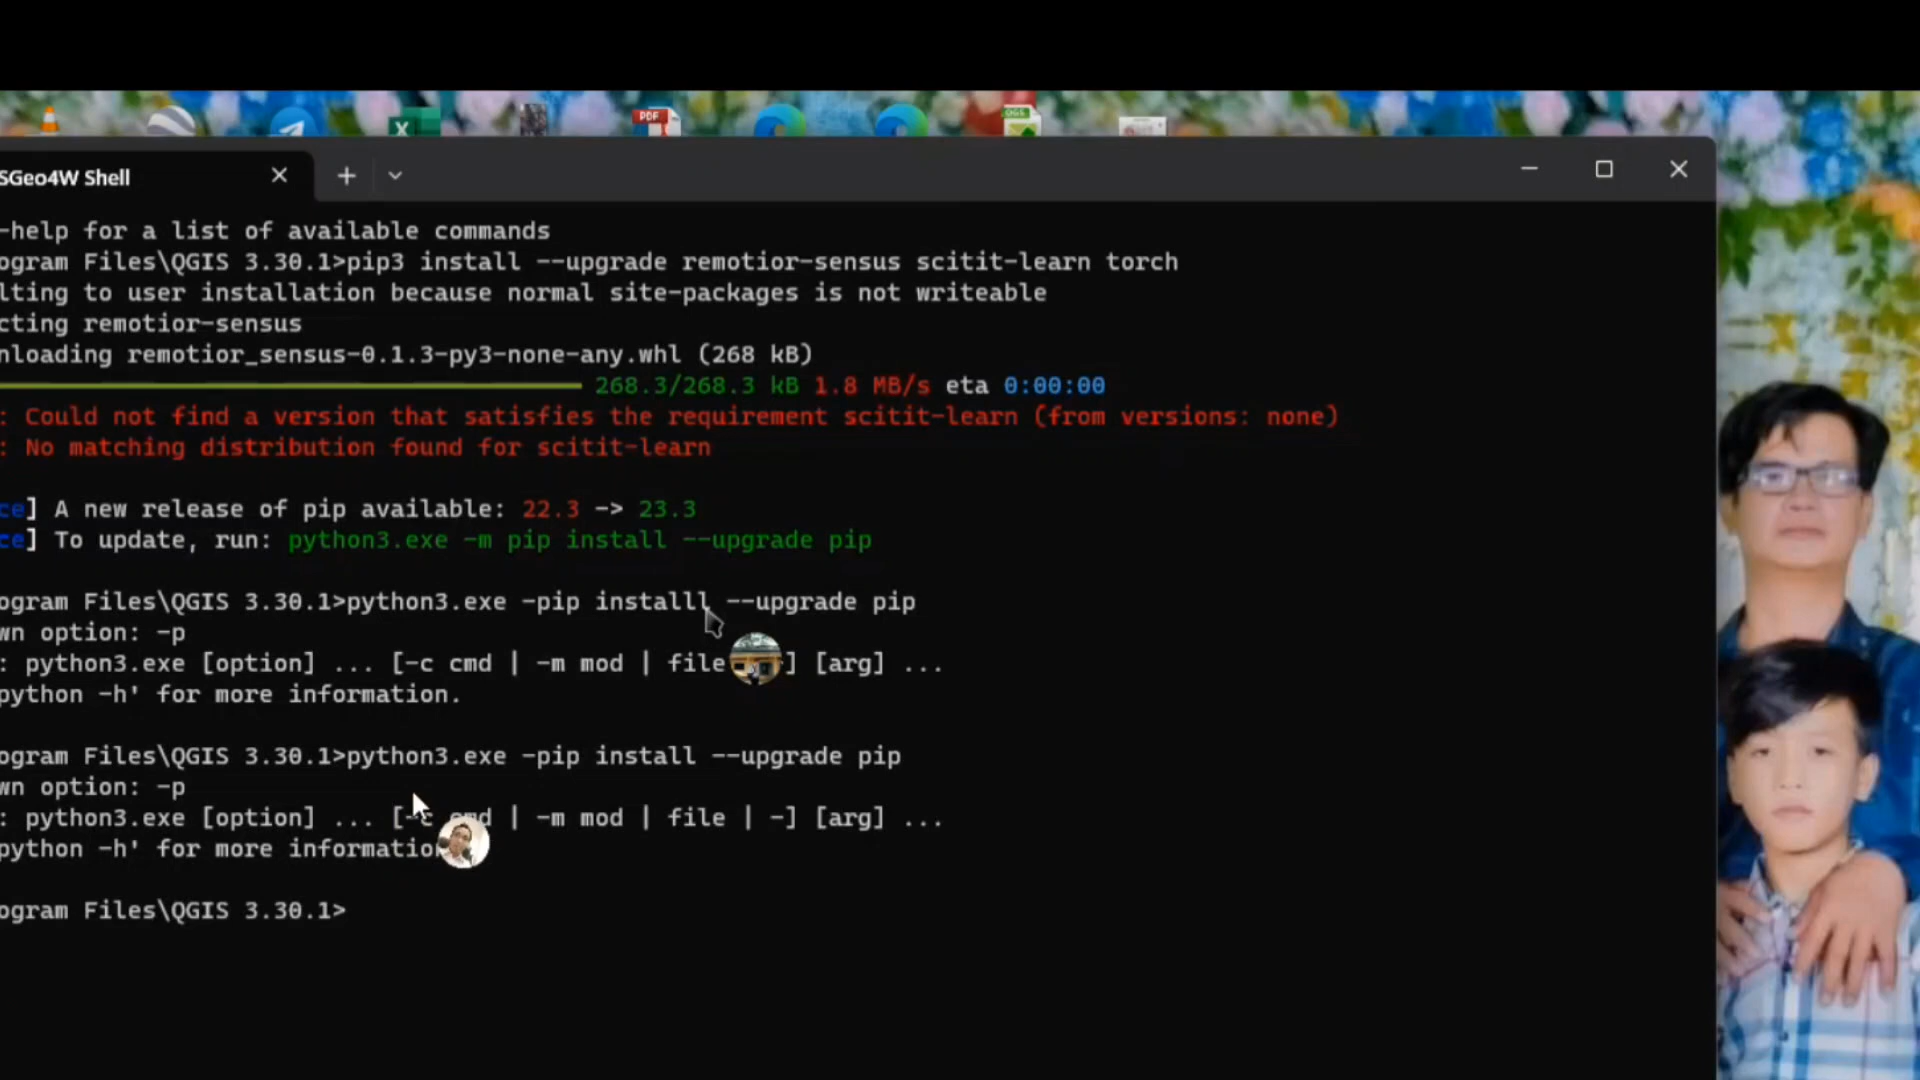 PDF
SGeo4W Shell
-help for a list of available commands
ogram Files\QGIS 3.30.1>pip3 install --upgrade remotior-sensus scitit-learn torch
lting to user installation because normal site-packages is not writeable
cting remotior-sensus
nloading remotior_sensus-0.1.3-py3-none-any.whl (268 kB)
268.3/268.3 kB 1.8 MB/s eta 0:00:00
: Could not find a version that satisfies the requirement scitit-learn (from versions: none)
: No matching distribution found for scitit-learn
ce] A new release of pip available: 22.3 -> 23.3
ce] To update, run: python3.exe -m pip install --upgrade pip
ogram Files\QGIS 3.30.1>python3.exe -pip installl --upgrade pip
wn option: -p
: python3.exe [option] ... [-c cmd | -m mod | file ] [arg] ...
python -h' for more information.
ogram Files\QGIS 3.30.1>python3.exe -pip install --upgrade pip
wn option: -p
: python3.exe [option] ... [-c cmd | -m mod | file | -] [arg] ...
python -h' for more informatio
ogram Files\QGIS 3.30.1>